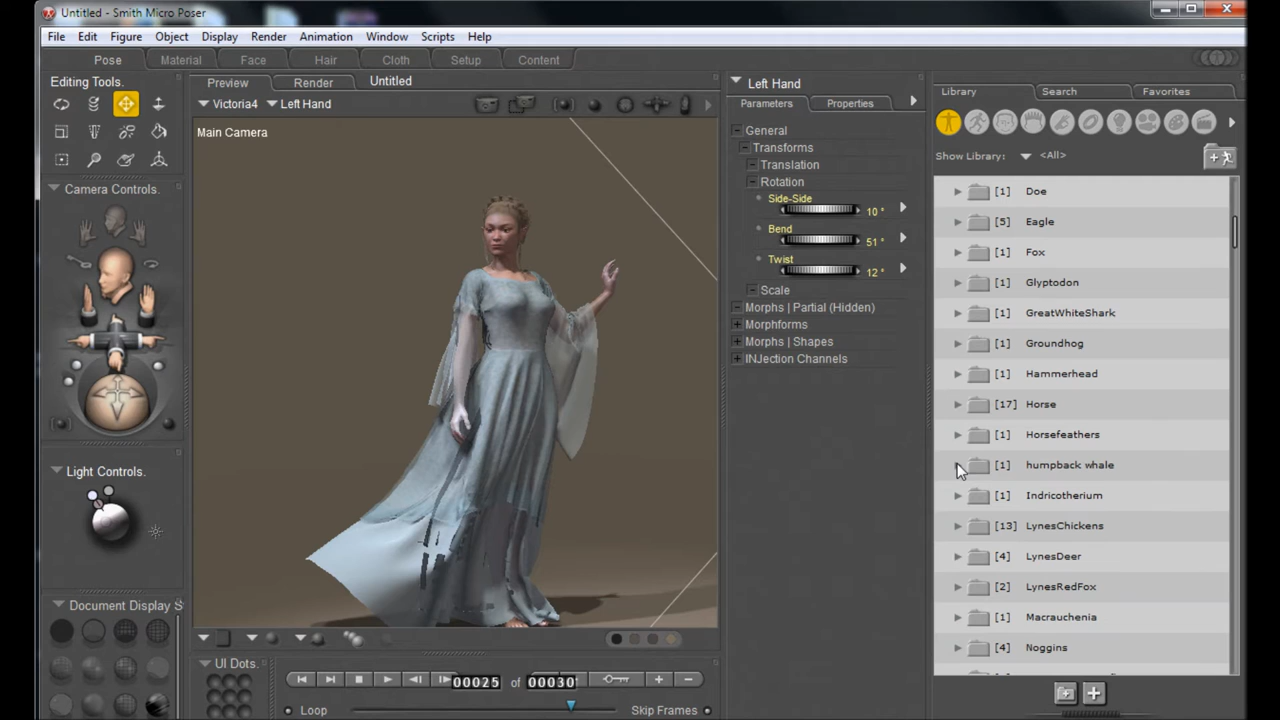 Untitled - Smith Micro Poser
File Edit Figure Object Display Render Animation Window Scripts Help
Pose Material Face Hair Cloth Setup Content
Editing Tools.
Camera Controls.
Light Controls.
Document Display S
Preview Render Untitled
Victoria4 Left Hand
Main Camera
UI Dots.
00025 of 00030
Loop Skip Frames
Left Hand
Parameters Properties
General
Transforms
Translation
Rotation
Side-Side
10 °
Bend
51 °
Twist
12 °
Scale
Morphs | Partial (Hidden)
Morphforms
Morphs | Shapes
INJection Channels
Library Search Favorites
Show Library: <All>
[1] Doe
[5] Eagle
[1] Fox
[1] Glyptodon
[1] GreatWhiteShark
[1] Groundhog
[1] Hammerhead
[17] Horse
[1] Horsefeathers
[1] humpback whale
[1] Indricotherium
[13] LynesChickens
[4] LynesDeer
[2] LynesRedFox
[1] Macrauchenia
[4] Noggins